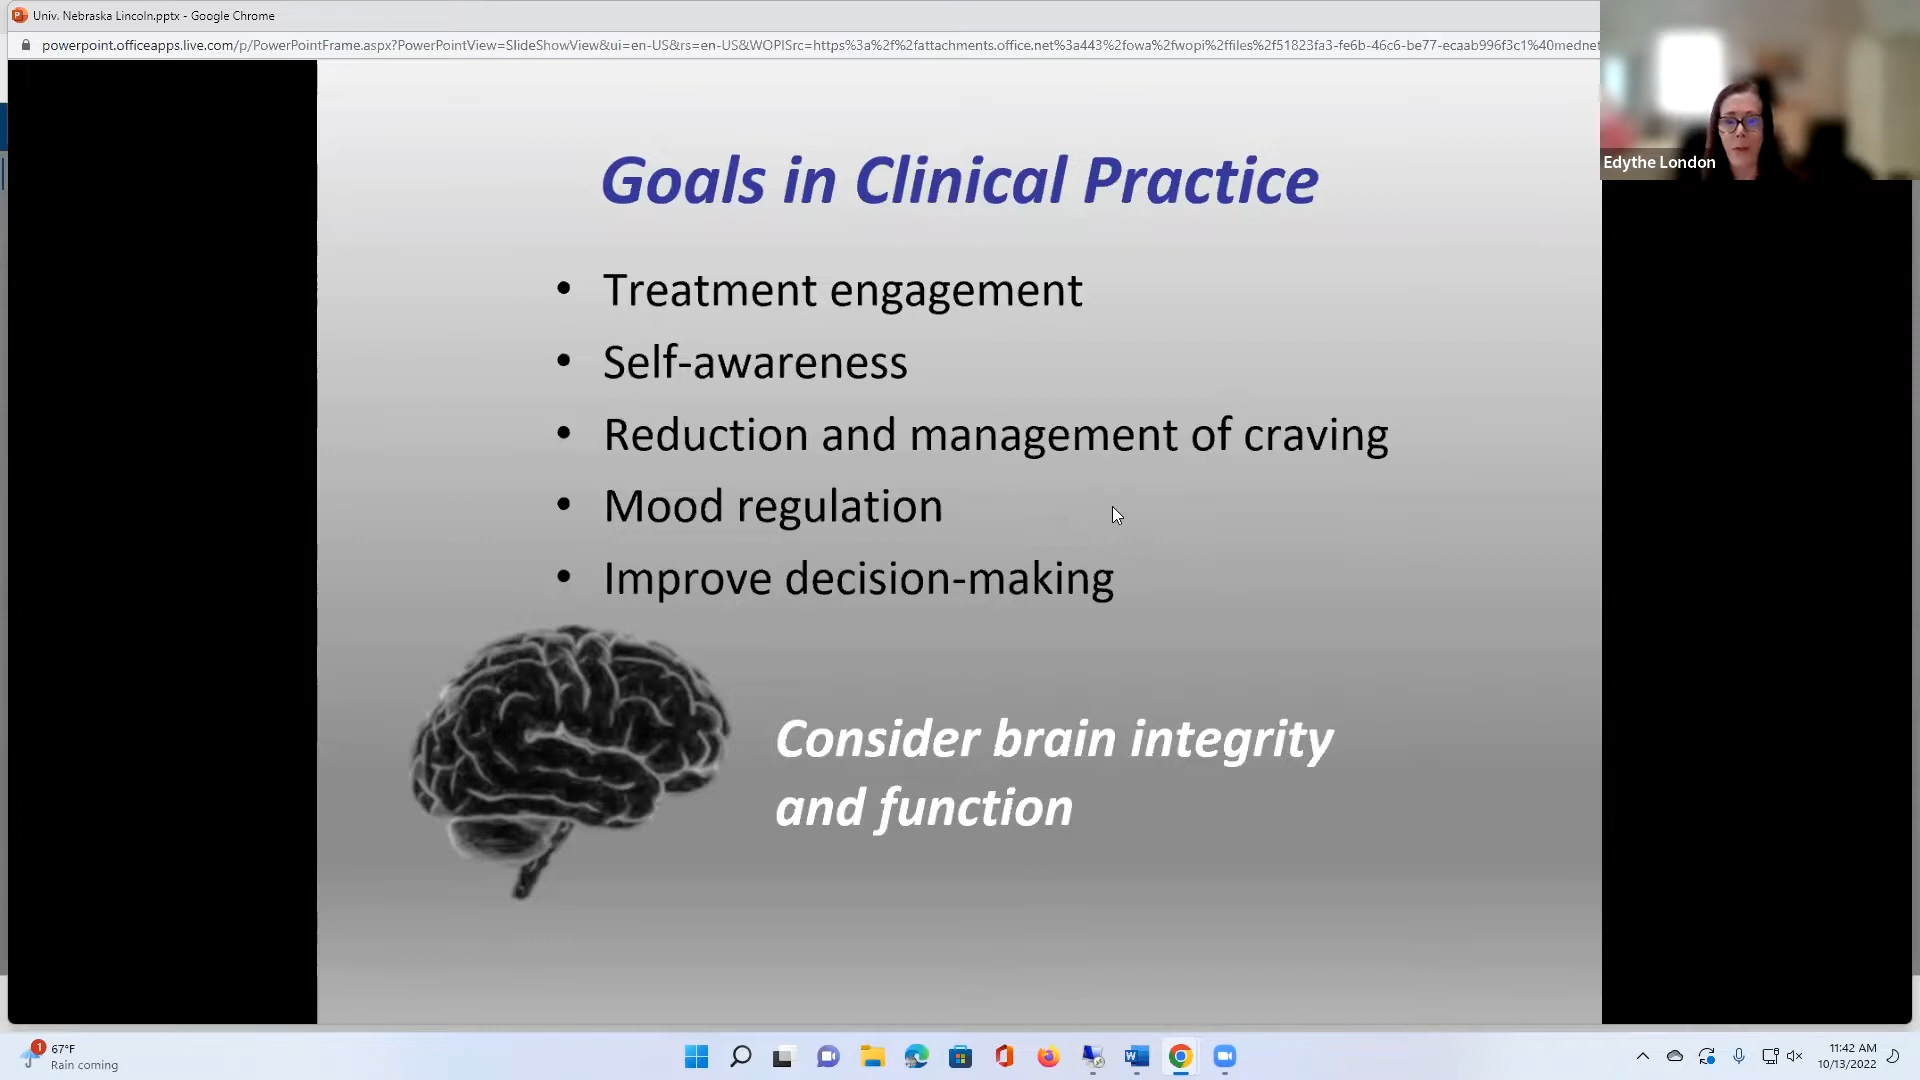 Univ. Nebraska Lincoln.pptx - Google Chrome
powerpoint.officeapps.live.com/p/PowerPointFrame.aspx?PowerPointView=SlideShowView&ui=en-US&rs=en-US&WOPISrc=https%3a%2f%2fattachments.office.net%3a443%2fowa%2fwopi%2ffiles%2f51823fa3-fe6b-46c6-be77-ecaab996f3c1%40mednet
Edythe London
Goals in Clinical Practice
• Treatment engagement
• Self-awareness
• Reduction and management of craving
• Mood regulation
• Improve decision-making
Consider brain integrity
and function
1
67°F
Rain coming
11:42 AM
10/13/2022